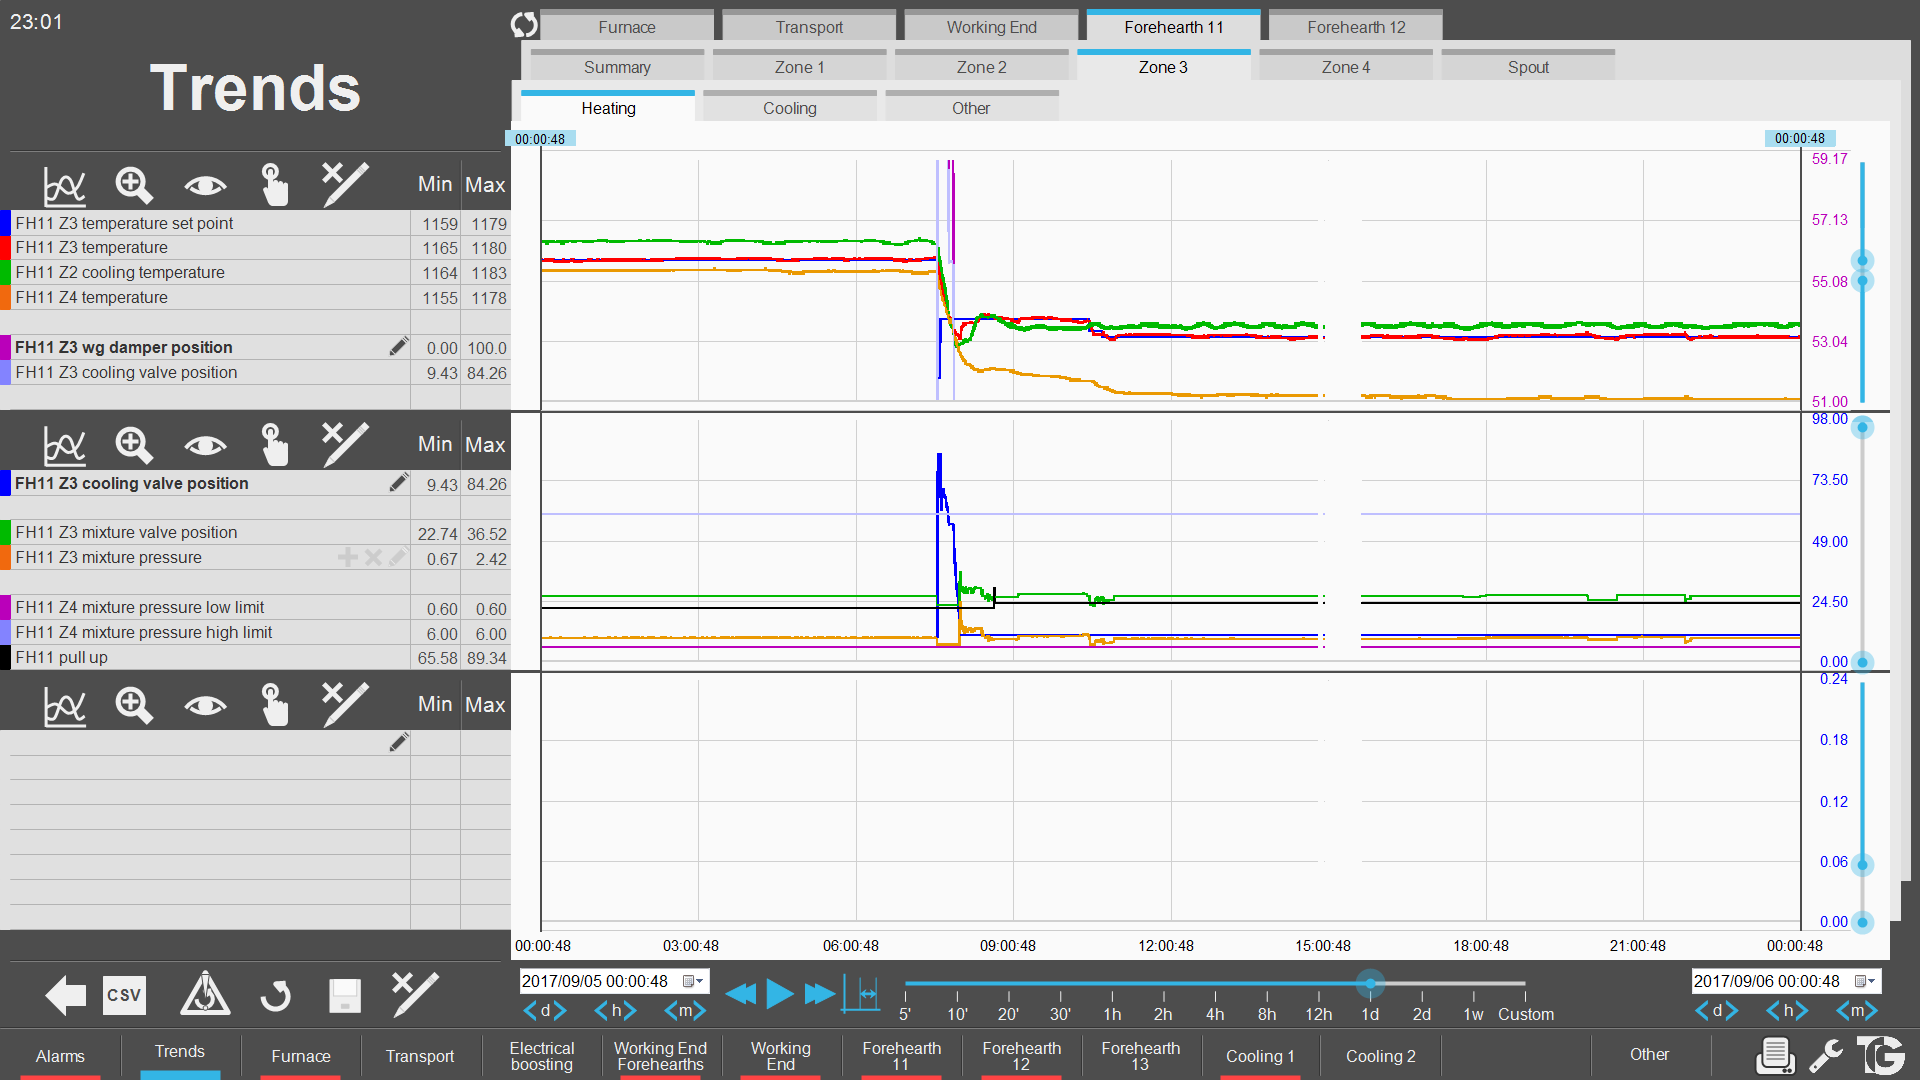 23:01
Trends
Furnace Transport Working End Forehearth 11 Forehearth 12
Summary Zone 1 Zone 2 Zone 3 Zone 4 Spout
Heating Cooling Other
00:00:48 00:00:48
Min Max
FH11 Z3 temperature set point 1159 1179
FH11 Z3 temperature 1165 1180
FH11 Z2 cooling temperature 1164 1183
FH11 Z4 temperature 1155 1178
FH11 Z3 wg damper position 0.00 100.0
FH11 Z3 cooling valve position 9.43 84.26
59.17
57.13
55.08
53.04
51.00
Min Max
FH11 Z3 cooling valve position 9.43 84.26
FH11 Z3 mixture valve position 22.74 36.52
FH11 Z3 mixture pressure 0.67 2.42
FH11 Z4 mixture pressure low limit 0.60 0.60
FH11 Z4 mixture pressure high limit 6.00 6.00
FH11 pull up 65.58 89.34
98.00
73.50
49.00
24.50
0.00
Min Max
0.24
0.18
0.12
0.06
0.00
00:00:48 03:00:48 06:00:48 09:00:48 12:00:48 15:00:48 18:00:48 21:00:48 00:00:48
CSV
2017/09/05 00:00:48
d h m
5' 10' 20' 30' 1h 2h 4h 8h 12h 1d 2d 1w Custom
2017/09/06 00:00:48
d h m
Alarms
Trends
Furnace
Transport
Electrical
boosting
Working End
Forehearths
Working
End
Forehearth
11
Forehearth
12
Forehearth
13
Cooling 1
Cooling 2
Other
TG